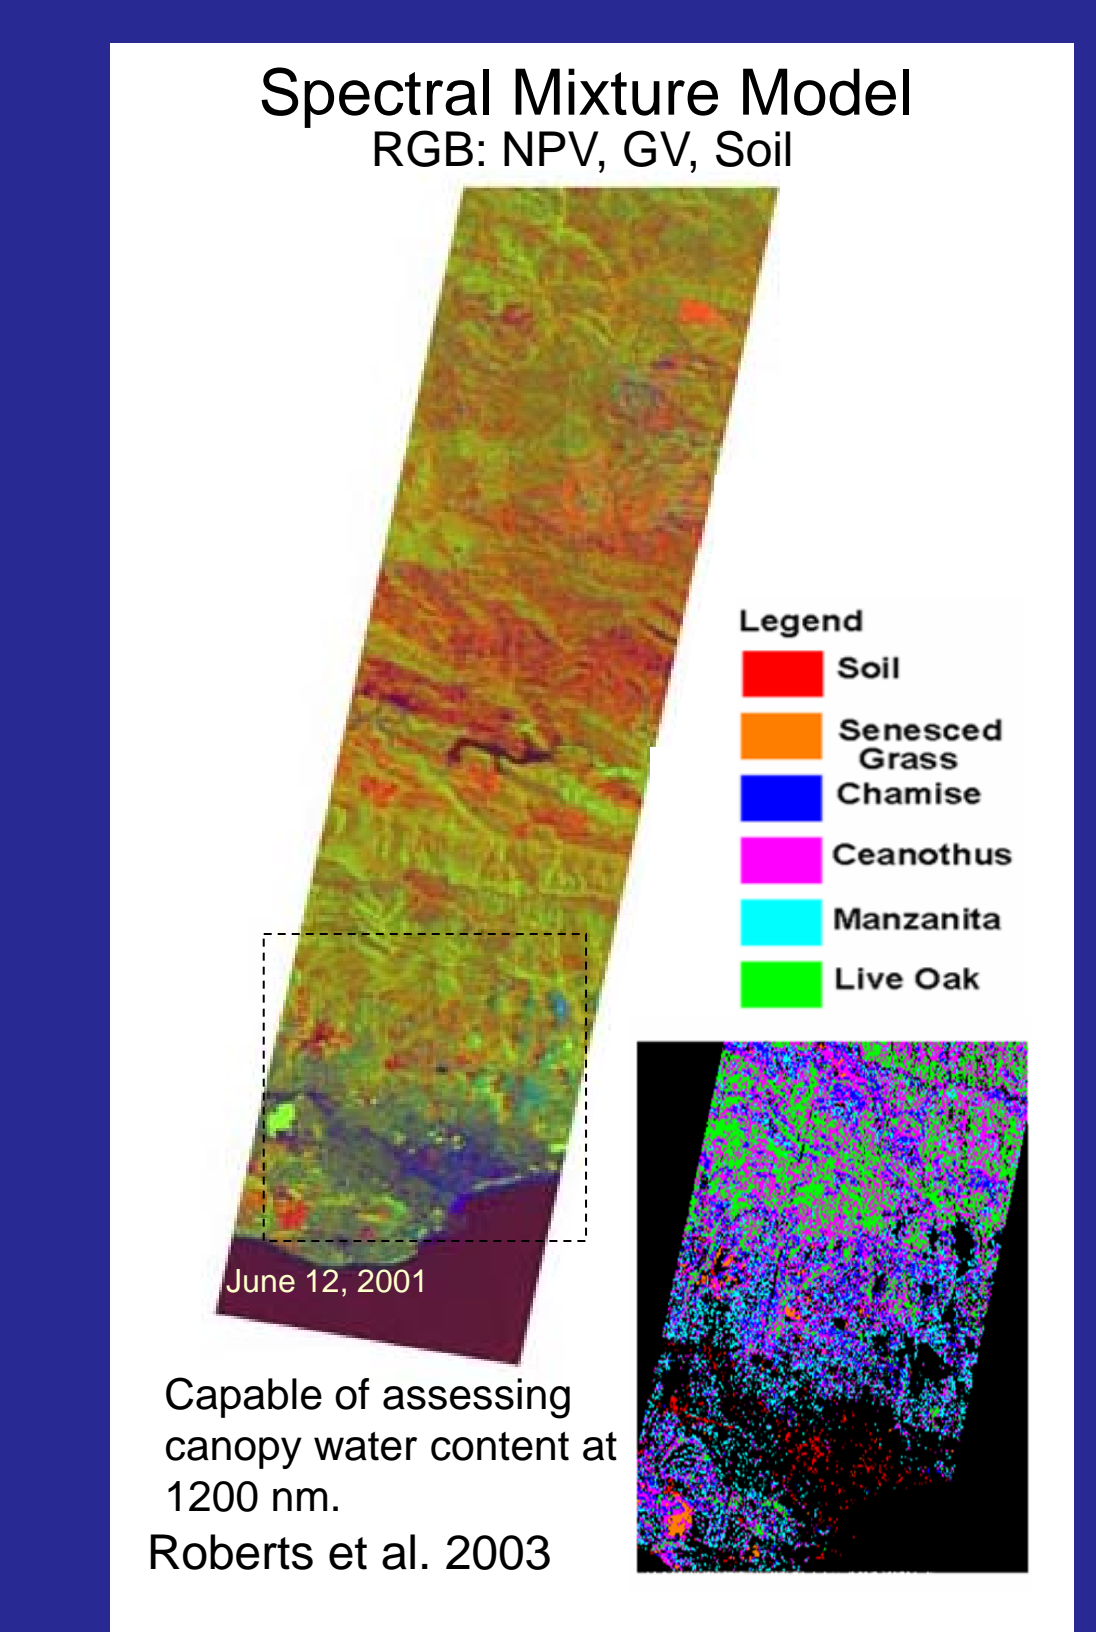 Spectral Mixture Model
RGB: NPV, GV, Soil
Legend
Soil
Senesced
Grass
Chamise
Ceanothus
Manzanita
Live Oak
June 12, 2001
Capable of assessing
canopy water content at
1200 nm.
Roberts et al. 2003